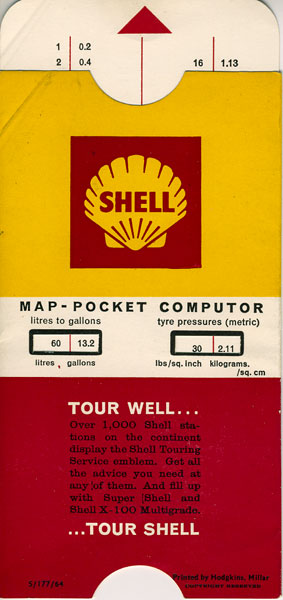 1 0.2
2 0.4 16 1.13
SHELL
MAP-POCKET COMPUTOR
litres to gallons tyre pressures (metric)
60 13.2 30 2.11
litres, gallons lbs/sq. inch kilograms.
/sq. cm
TOUR WELL...
Over 1,000 Shell sta-
tions on the continent
display the Shell Touring
Service emblem. Get all
the advice you need at
any of them. And fill up
with Super Shell and
Shell X-100 Multigrade.
...TOUR SHELL
5/177/64 Printed by Hodgkins, Millar
COPYRIGHT RESERVED